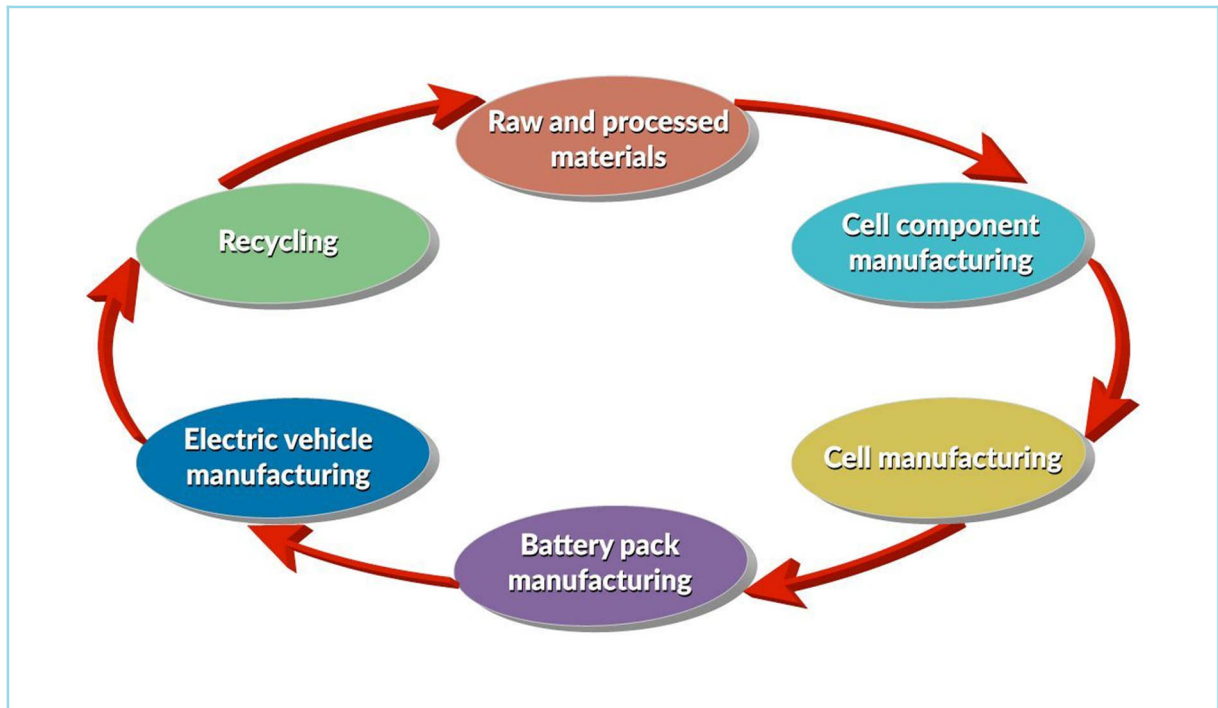 Raw and processed
materials
Cell component
manufacturing
Cell manufacturing
Battery pack
manufacturing
Electric vehicle
manufacturing
Recycling